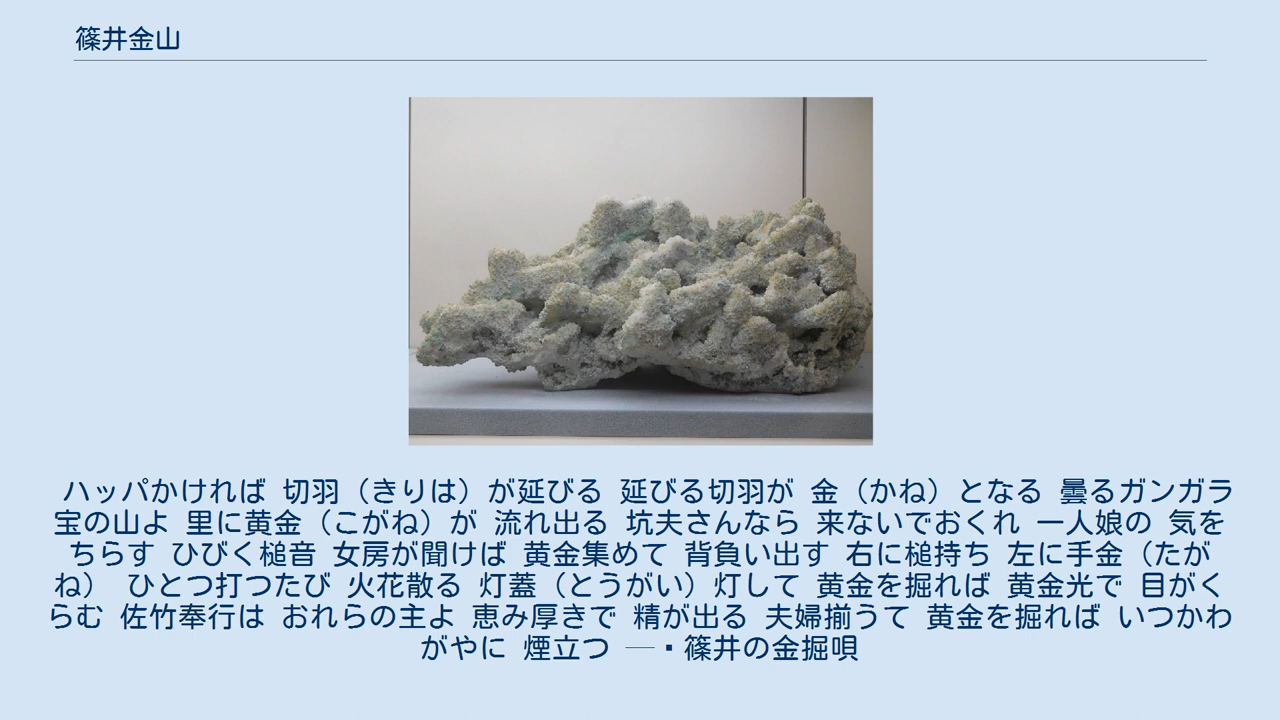 篠井金山
ハッパかければ 切羽（きりは）が延びる 延びる切羽が 金（かね）となる 曇るガンガラ
宝の山よ 里に黄金（こがね）が 流れ出る 坑夫さんなら 来ないでおくれ 一人娘の 気を
ちらす ひびく槌音 女房が聞けば 黄金集めて 背負い出す 右に槌持ち 左に手金（たが
ね） ひとつ打つたび 火花散る 灯蓋（とうがい）灯して 黄金を掘れば 黄金光で 目がく
らむ 佐竹奉行は おれらの主よ 恵み厚きで 精が出る 夫婦揃うて 黄金を掘れば いつかわ
がやに 煙立つ ─▪篠井の金掘唄